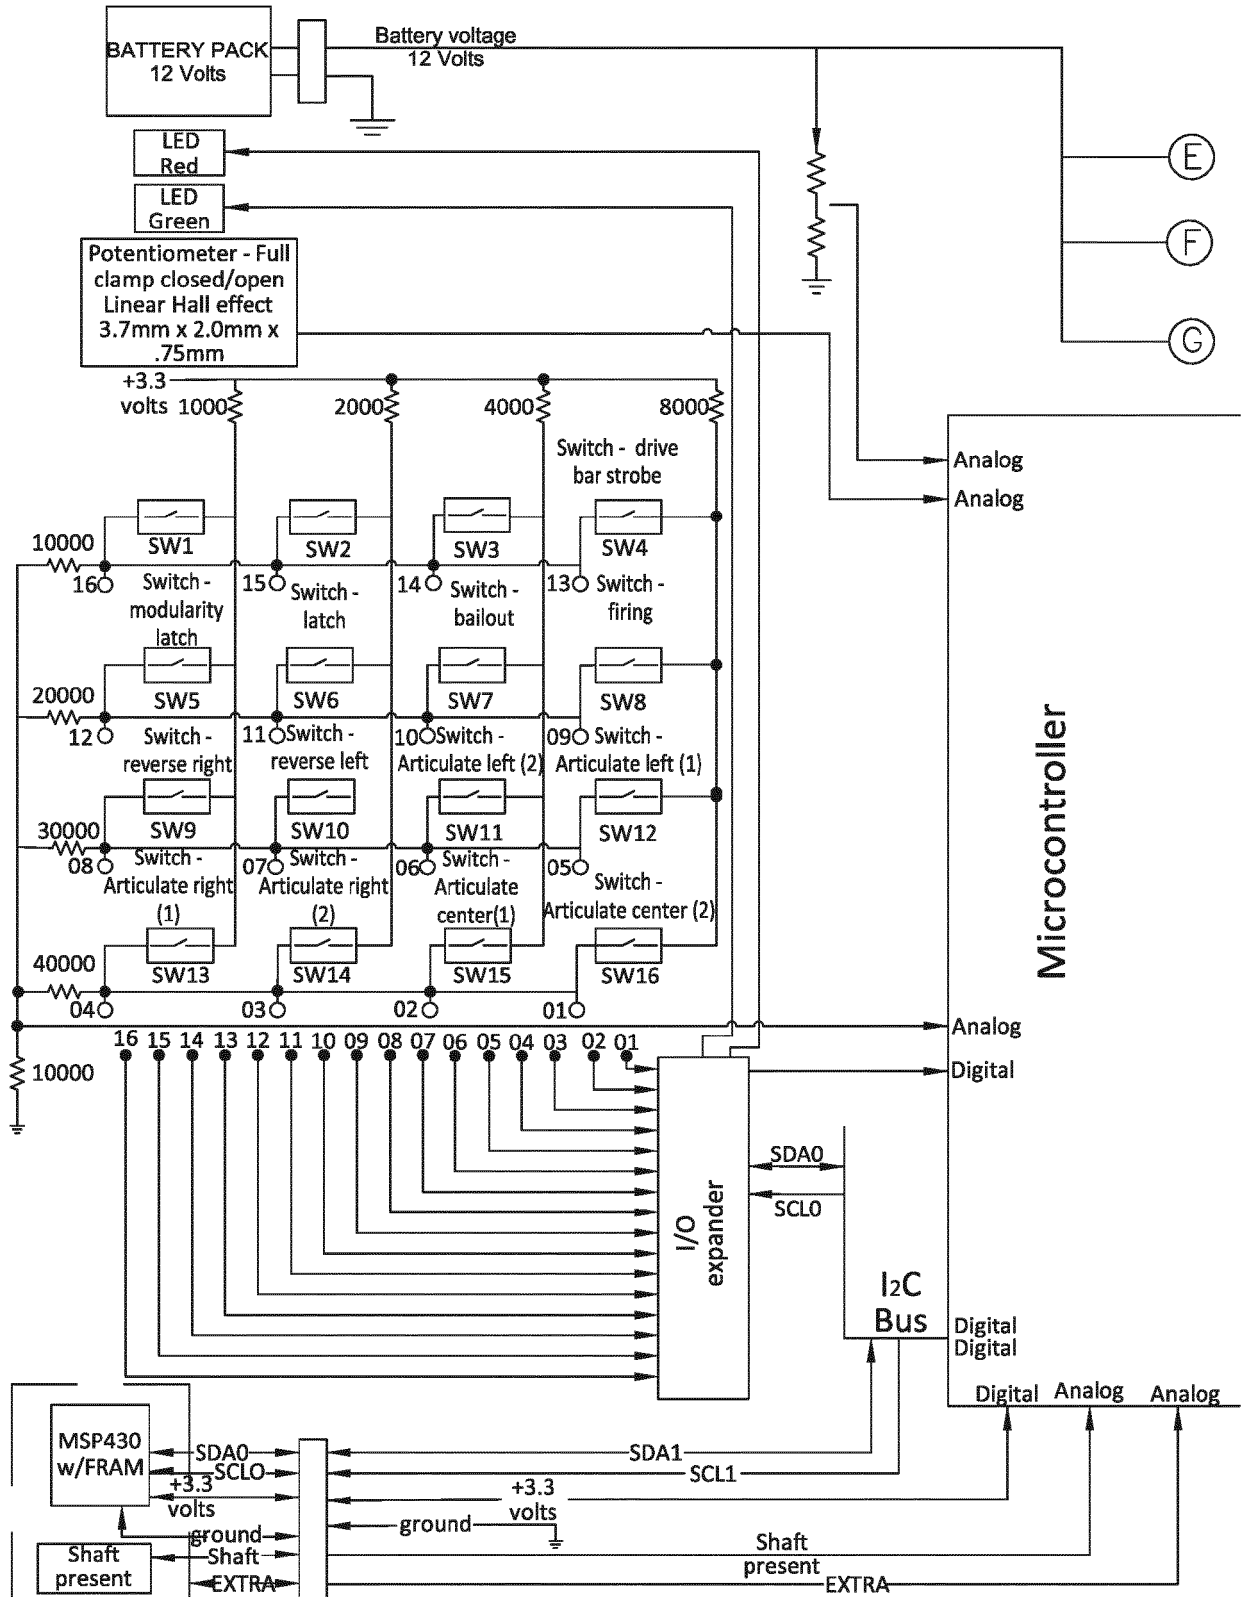 BATTERY PACK
12 Volts
Battery voltage
12 Volts
LED
Red
LED
Green
E
F
G
Potentiometer - Full
clamp closed/open
Linear Hall effect
3.7mm x 2.0mm x
.75mm
+3.3
volts
1000
2000
4000
8000
Switch - drive
bar strobe
Analog
Analog
10000
SW1
SW2
SW3
SW4
16
15
14
13
Switch -
modularity
latch
Switch -
latch
Switch -
bailout
Switch -
firing
20000
SW5
SW6
SW7
SW8
12
11
10
09
Switch -
reverse right
Switch -
reverse left
Switch -
Articulate left (2)
Switch -
Articulate left (1)
30000
SW9
SW10
SW11
SW12
08
07
06
05
Switch -
Articulate right
(1)
Switch -
Articulate right
(2)
Switch -
Articulate
center(1)
Switch -
Articulate center (2)
Microcontroller
40000
SW13
SW14
SW15
SW16
04
03
02
01
Analog
16 15 14 13 12 11 10 09 08 07 06 05 04 03 02 01
10000
Digital
I/O
expander
SDA0
SCL0
I2C
Bus
Digital
Digital
Digital
Analog
Analog
MSP430
w/FRAM
SDA0
SCLO
+3.3
volts
ground
Shaft
present
Shaft
EXTRA
SDA1
SCL1
+3.3
volts
ground
Shaft
present
EXTRA